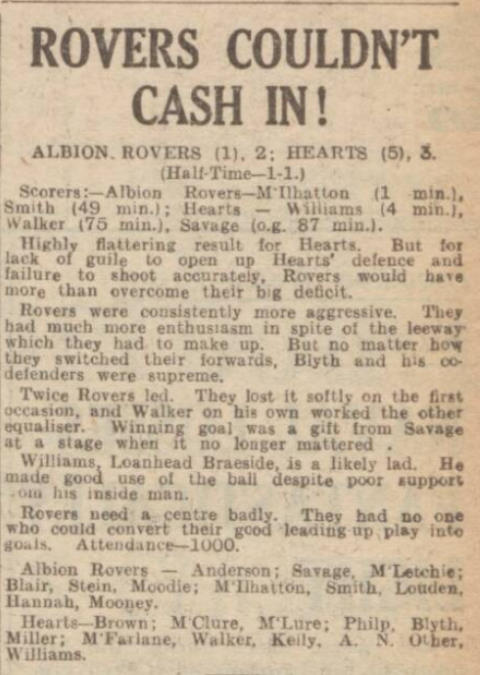 ROVERS COULDN'T
CASH IN!
ALBION. ROVERS (1), 2; HEARTS (5), 3.
(Half-Time—1-1.)
Scorers:—Albion Rovers—M'Ilhatton (1 min.),
Smith (49 min.); Hearts — Williams (4 min.),
Walker (75 min.), Savage (o.g. 87 min.).
Highly flattering result for Hearts. But for
lack of guile to open up Hearts' defence and
failure to shoot accurately, Rovers would have
more than overcome their big deficit.
Rovers were consistently more aggressive. They
had much more enthusiasm in spite of the leeway
which they had to make up. But no matter how
they switched their forwards, Blyth and his co-
defenders were supreme.
Twice Rovers led. They lost it softly on the first
occasion, and Walker on his own worked the other
equaliser. Winning goal was a gift from Savage
at a stage when it no longer mattered .
Williams, Loanhead Braeside, is a likely lad. He
made good use of the ball despite poor support
om his inside man.
Rovers need a centre badly. They had no one
who could convert their good leading-up play into
goals. Attendance—1000.
Albion Rovers — Anderson; Savage, M'Letchie;
Blair, Stein, Moodie; M'Ilhatton, Smith, Louden,
Hannah, Mooney.
Hearts—Brown; M'Clure, M'Lure; Philp, Blyth,
Miller; M'Farlane, Walker, Kelly, A. N. Other,
Williams.